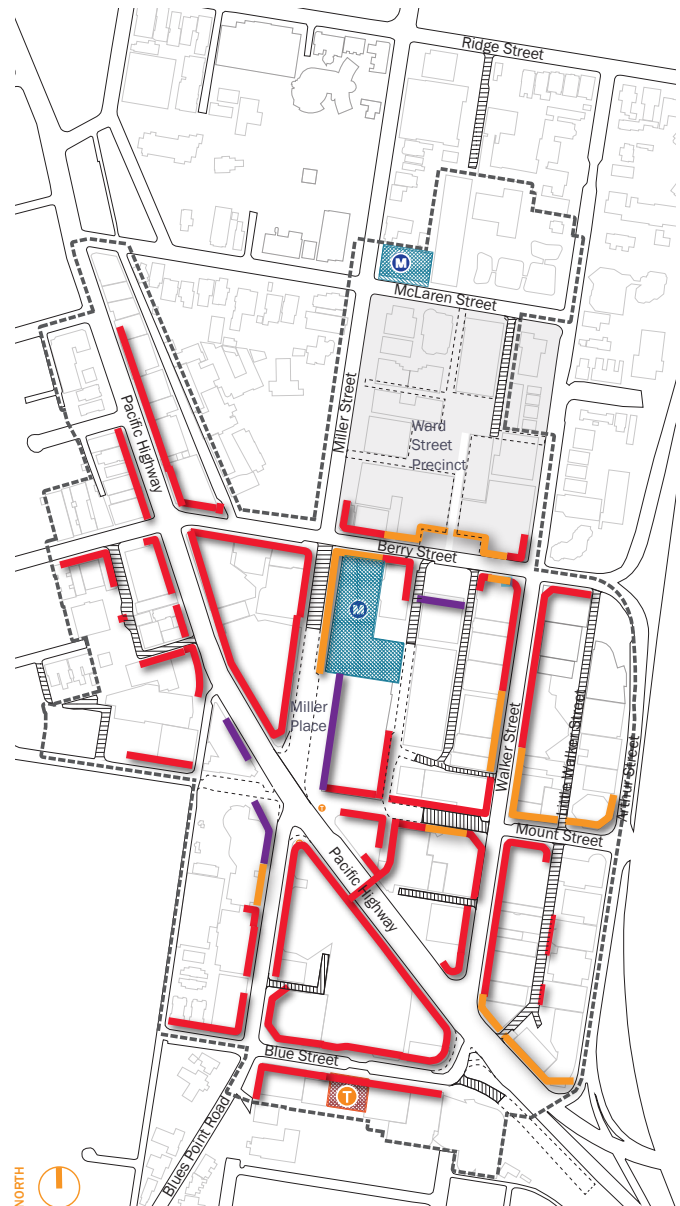 Ridge Street
M
McLaren Street
Miller Street
Pacific Highway
Ward
Street
Precinct
Berry Street
M
Miller
Place
Walker Street
Little Walker Street
Arthur Street
T
Mount Street
Pacific Highway
Blue Street
T
Blues Point Road
NORTH